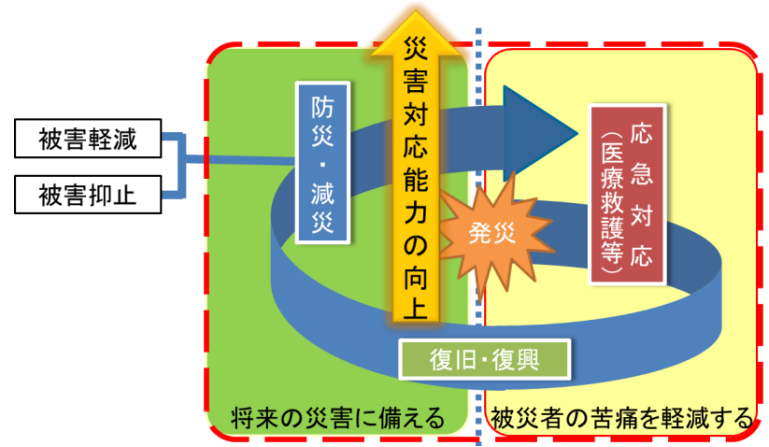 被害軽減
被害抑止
防災・減災
災害対応能力の向上
発災
応急対応
（医療救護等）
復旧・復興
将来の災害に備える
被災者の苦痛を軽減する